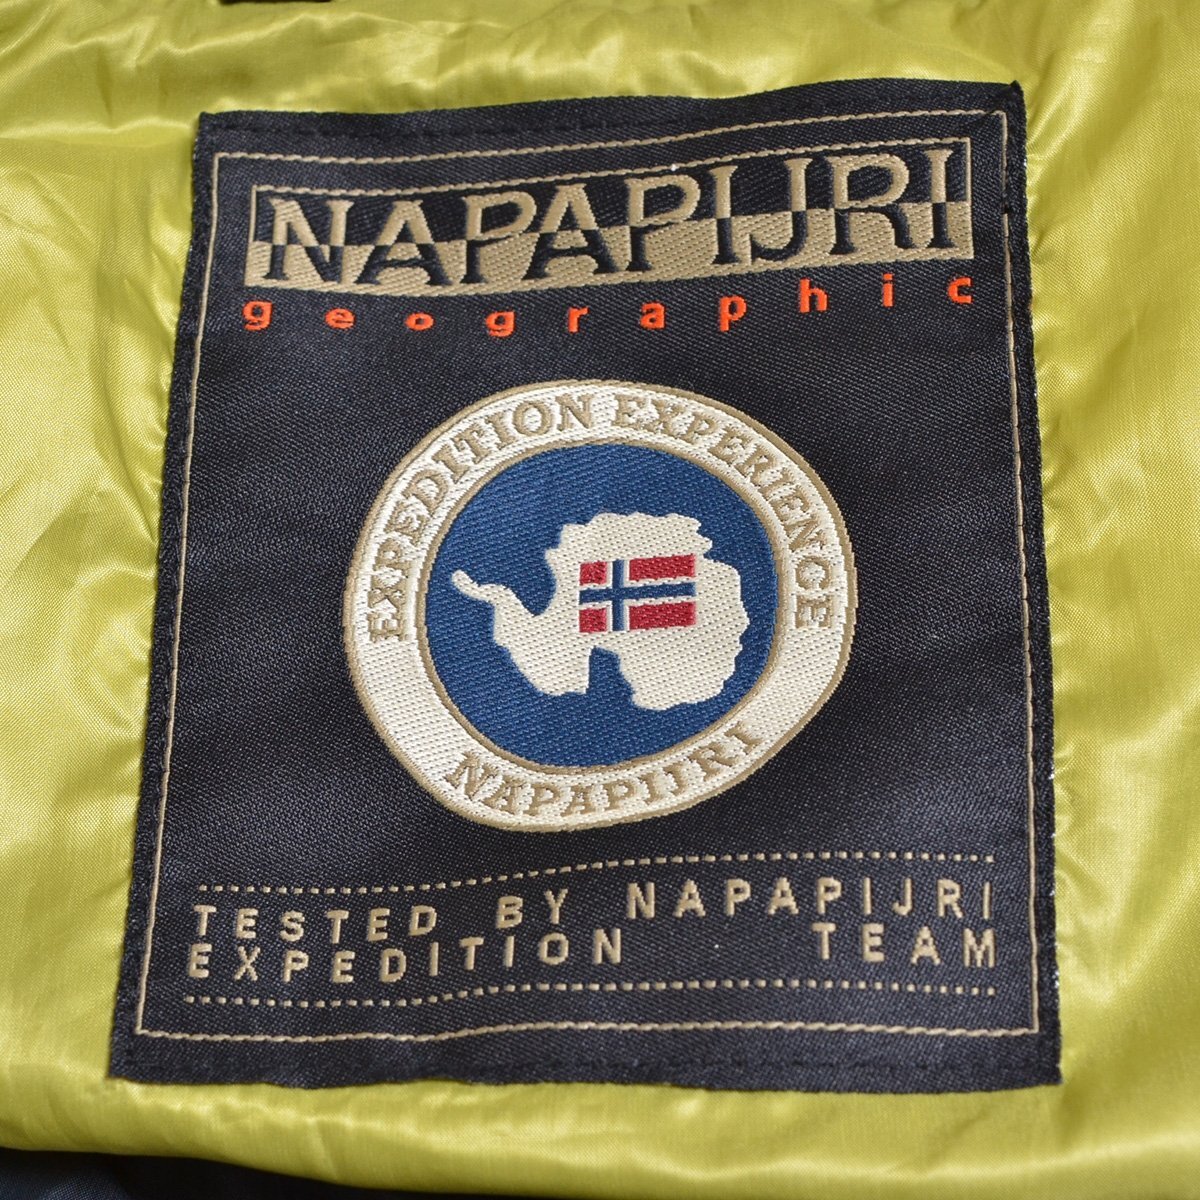 NAPAPIJRI
geographic
EXPEDITION EXPERIENCE
NAPAPIJRI
TESTED BY NAPAPIJRI
EXPEDITION TEAM